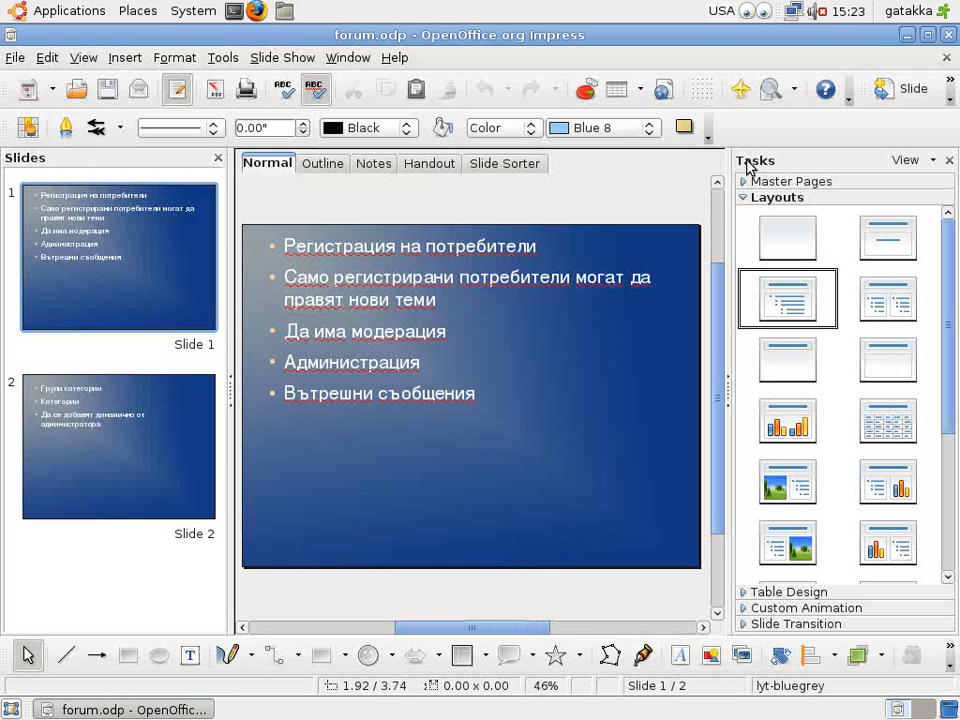 Applications Places System USA 15:23 gatakka
forum.odp - OpenOffice.org Impress
File Edit View Insert Format Tools Slide Show Window Help
ABC ABC Slide
0.00" Black Color Blue 8
Slides
Normal Outline Notes Handout Slide Sorter
Tasks View
Master Pages
Layouts
1
Регистрация на потребители
Само регистрирани потребители могат да
правят нови теми
Да има модерация
Администрация
Вътрешни съобщения
Slide 1
2
Групи категории
Категории
Да се добавят динамично от
администратора
Slide 2
Регистрация на потребители
Само регистрирани потребители могат да
правят нови теми
Да има модерация
Администрация
Вътрешни съобщения
Table Design
Custom Animation
Slide Transition
T A
1.92 / 3.74 0.00 x 0.00 46% Slide 1 / 2 lyt-bluegrey
forum.odp - OpenOffic...